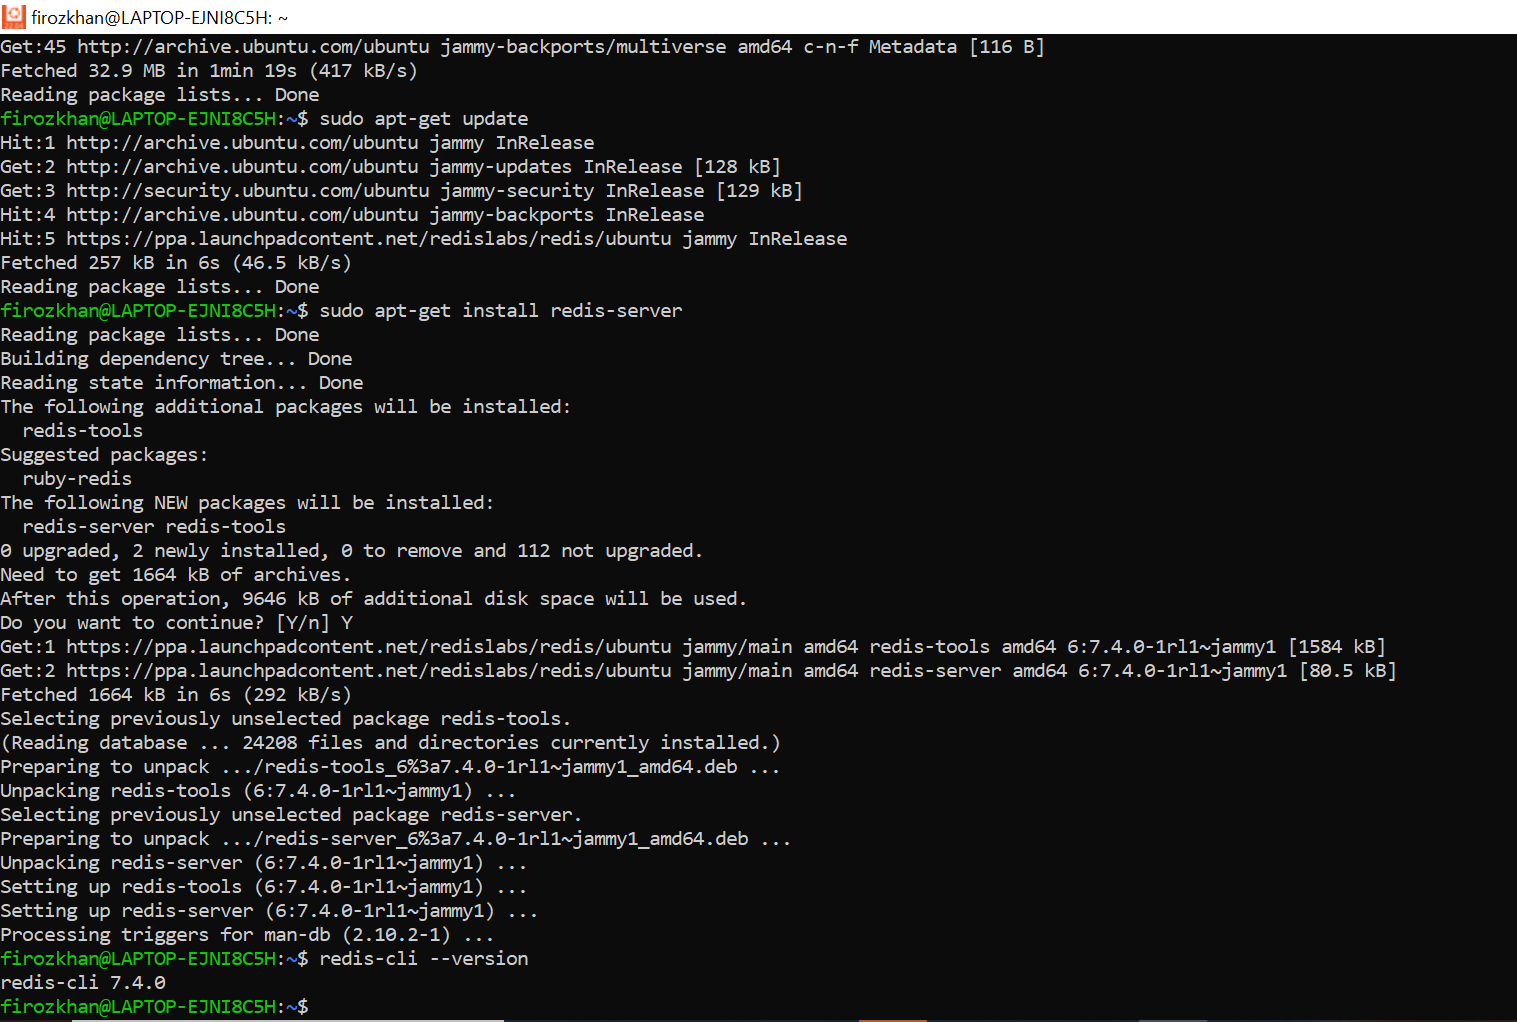 firozkhan@LAPTOP-EJNI8C5H: ~
Get:45 http://archive.ubuntu.com/ubuntu jammy-backports/multiverse amd64 c-n-f Metadata [116 B]
Fetched 32.9 MB in 1min 19s (417 kB/s)
Reading package lists... Done
firozkhan@LAPTOP-EJNI8C5H:~$ sudo apt-get update
Hit:1 http://archive.ubuntu.com/ubuntu jammy InRelease
Get:2 http://archive.ubuntu.com/ubuntu jammy-updates InRelease [128 kB]
Get:3 http://security.ubuntu.com/ubuntu jammy-security InRelease [129 kB]
Hit:4 http://archive.ubuntu.com/ubuntu jammy-backports InRelease
Hit:5 https://ppa.launchpadcontent.net/redislabs/redis/ubuntu jammy InRelease
Fetched 257 kB in 6s (46.5 kB/s)
Reading package lists... Done
firozkhan@LAPTOP-EJNI8C5H:~$ sudo apt-get install redis-server
Reading package lists... Done
Building dependency tree... Done
Reading state information... Done
The following additional packages will be installed:
  redis-tools
Suggested packages:
  ruby-redis
The following NEW packages will be installed:
  redis-server redis-tools
0 upgraded, 2 newly installed, 0 to remove and 112 not upgraded.
Need to get 1664 kB of archives.
After this operation, 9646 kB of additional disk space will be used.
Do you want to continue? [Y/n] Y
Get:1 https://ppa.launchpadcontent.net/redislabs/redis/ubuntu jammy/main amd64 redis-tools amd64 6:7.4.0-1rl1~jammy1 [1584 kB]
Get:2 https://ppa.launchpadcontent.net/redislabs/redis/ubuntu jammy/main amd64 redis-server amd64 6:7.4.0-1rl1~jammy1 [80.5 kB]
Fetched 1664 kB in 6s (292 kB/s)
Selecting previously unselected package redis-tools.
(Reading database ... 24208 files and directories currently installed.)
Preparing to unpack .../redis-tools_6%3a7.4.0-1rl1~jammy1_amd64.deb ...
Unpacking redis-tools (6:7.4.0-1rl1~jammy1) ...
Selecting previously unselected package redis-server.
Preparing to unpack .../redis-server_6%3a7.4.0-1rl1~jammy1_amd64.deb ...
Unpacking redis-server (6:7.4.0-1rl1~jammy1) ...
Setting up redis-tools (6:7.4.0-1rl1~jammy1) ...
Setting up redis-server (6:7.4.0-1rl1~jammy1) ...
Processing triggers for man-db (2.10.2-1) ...
firozkhan@LAPTOP-EJNI8C5H:~$ redis-cli --version
redis-cli 7.4.0
firozkhan@LAPTOP-EJNI8C5H:~$